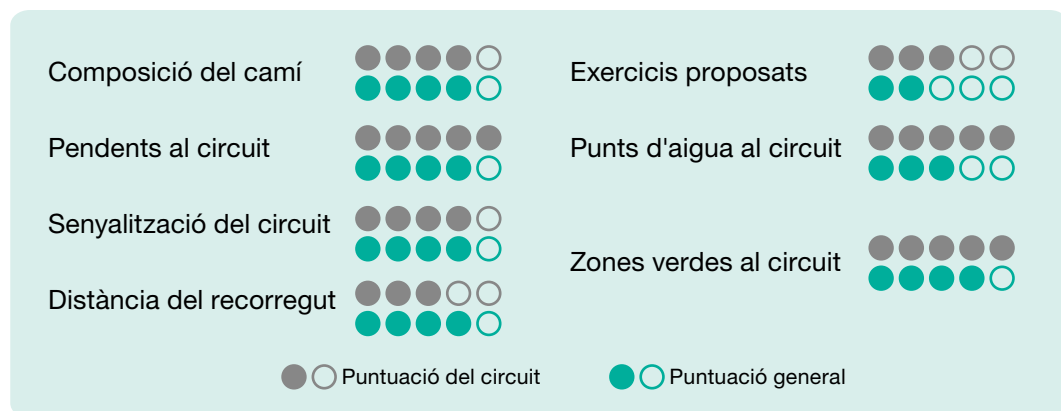 Composició del camí
Pendents al circuit
Senyalització del circuit
Distància del recorregut
Exercicis proposats
Punts d'aigua al circuit
Zones verdes al circuit
Puntuació del circuit
Puntuació general